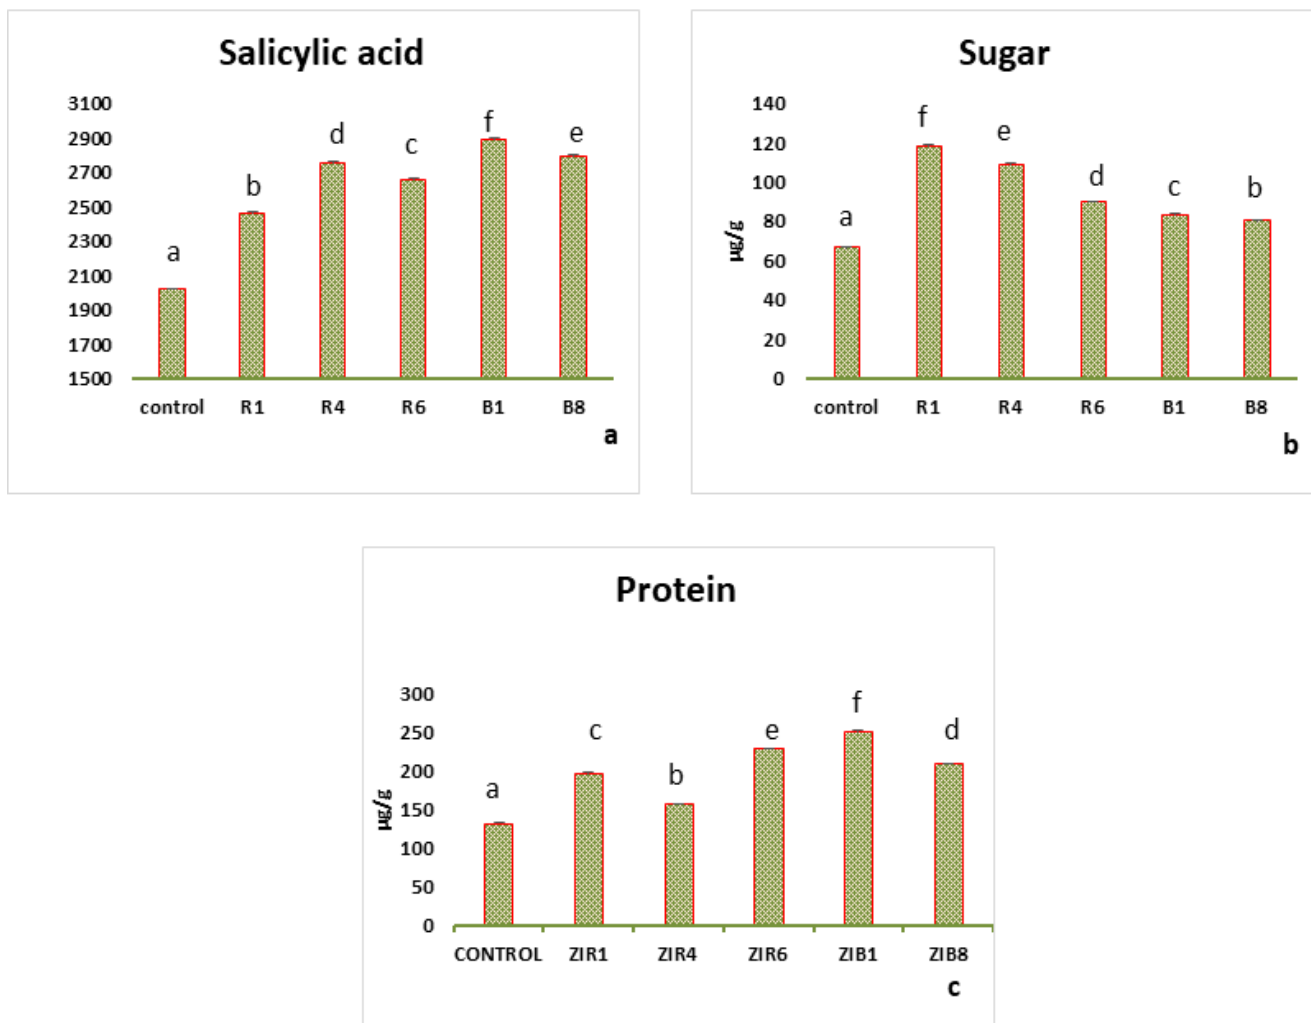 Salicylic acid
3100
2900
2700
2500
2300
2100
1900
1700
1500
a
b
d
c
f
e
control R1 R4 R6 B1 B8
a
Sugar
µg/g
140
120
100
80
60
40
20
0
a
f
e
d
c
b
control R1 R4 R6 B1 B8
b
Protein
µg/g
300
250
200
150
100
50
0
a
c
b
e
f
d
CONTROL ZIR1 ZIR4 ZIR6 ZIB1 ZIB8
c